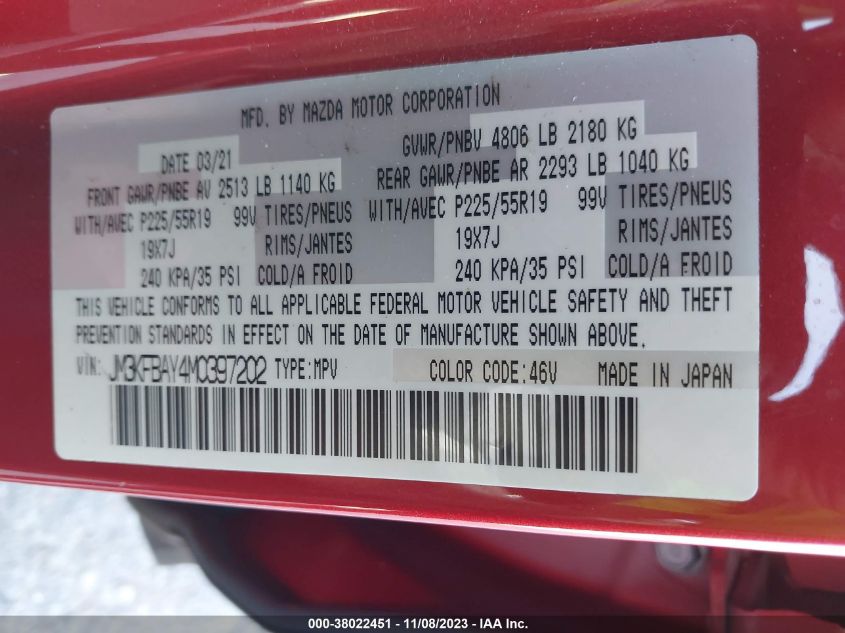 MFD. BY MAZDA MOTOR CORPORATION
DATE 03/21 GVWR/PNBV 4806 LB 2180 KG
FRONT GAWR/PNBE AV 2513 LB 1140 KG REAR GAWR/PNBE AR 2293 LB 1040 KG
WITH/AVEC P225/55R19 99V TIRES/PNEUS WITH/AVEC P225/55R19 99V TIRES/PNEUS
19X7J RIMS/JANTES 19X7J RIMS/JANTES
240 KPA/35 PSI COLD/A FROID 240 KPA/35 PSI COLD/A FROID
THIS VEHICLE CONFORMS TO ALL APPLICABLE FEDERAL MOTOR VEHICLE SAFETY AND THEFT
PREVENTION STANDARDS IN EFFECT ON THE DATE OF MANUFACTURE SHOWN ABOVE.
VIN: JM3KFBAY4M0397202 TYPE:MPV COLOR CODE:46V MADE IN JAPAN
000-38022451 - 11/08/2023 - IAA Inc.